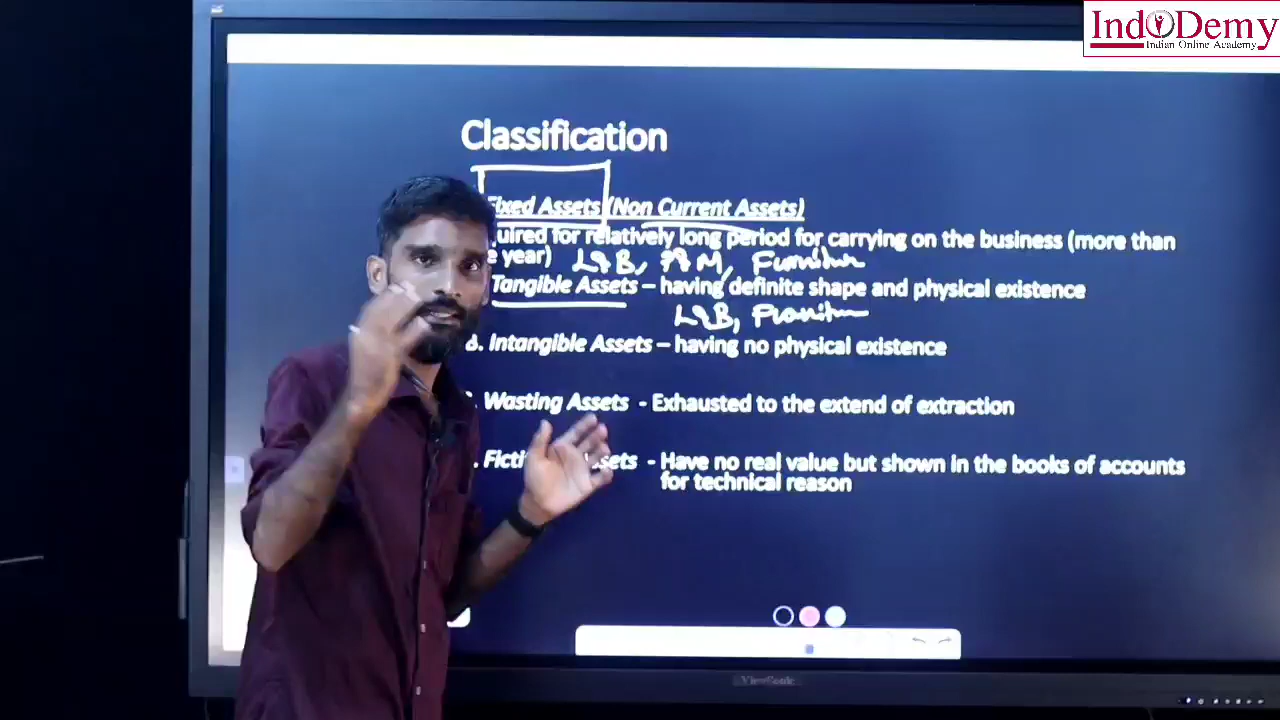 IndODemy
Indian Online Academy
Classification
Fixed Assets (Non Current Assets)
uired for relatively long period for carrying on the business (more than
e year) L&B, P&M, Furniture
Tangible Assets – having definite shape and physical existence
L&B, Furniture
B. Intangible Assets – having no physical existence
. Wasting Assets - Exhausted to the extend of extraction
. Ficti ssets - Have no real value but shown in the books of accounts
for technical reason
ViewSonic